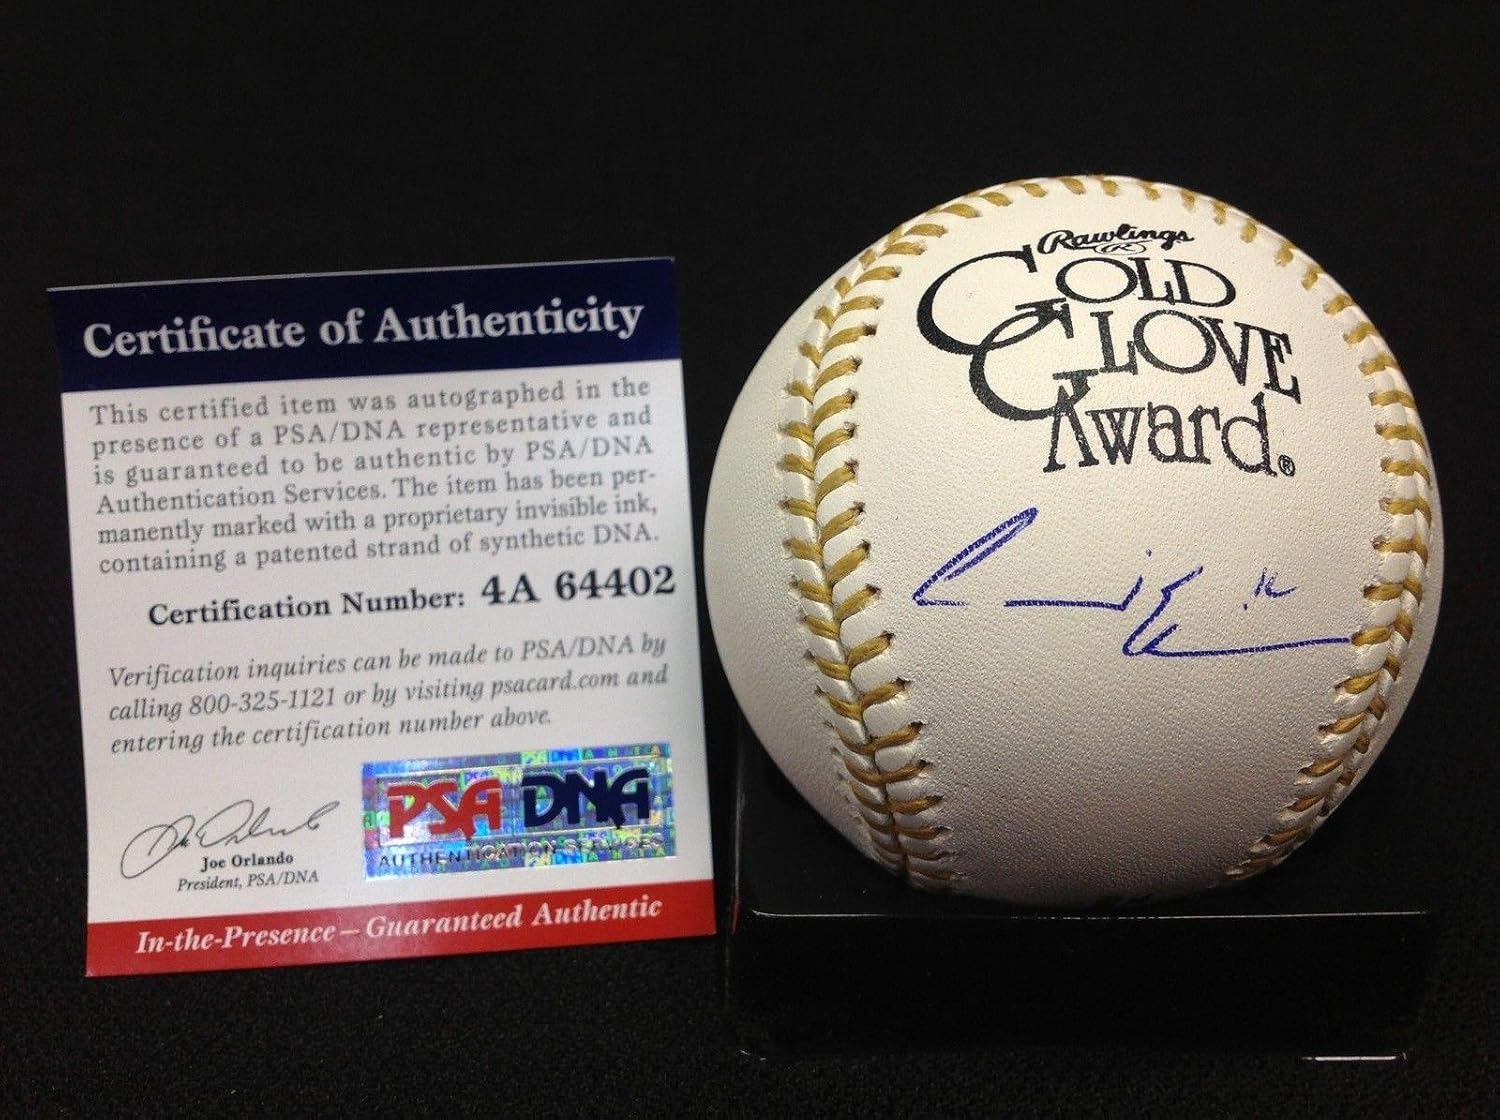 Certificate of Authenticity
This certified item was autographed in the
presence of a PSA/DNA representative and
is guaranteed to be authentic by PSA/DNA
Authentication Services. The item has been per-
manently marked with a proprietary invisible ink,
containing a patented strand of synthetic DNA.
Certification Number: 4A 64402
Verification inquiries can be made to PSA/DNA by
calling 800-325-1121 or by visiting psacard.com and
entering the certification number above.
PSA DNA
AUTHENTICATION SERVICES
Joe Orlando
President, PSA/DNA
In-the-Presence – Guaranteed Authentic
Rawlings
R
GOLD
GLOVE
Award®